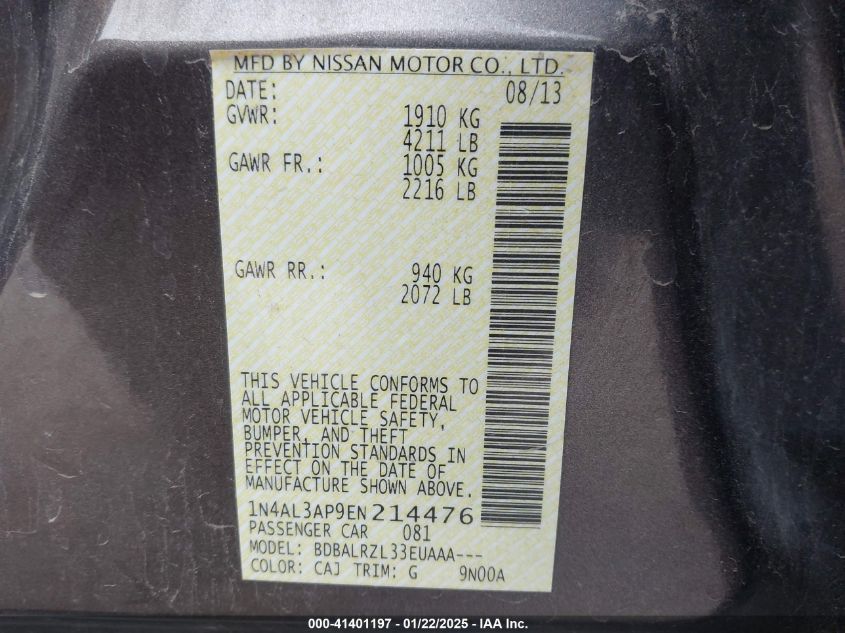 MFD BY NISSAN MOTOR CO., LTD.
DATE: 08/13
GVWR: 1910 KG
4211 LB
GAWR FR.: 1005 KG
2216 LB
GAWR RR.: 940 KG
2072 LB
THIS VEHICLE CONFORMS TO
ALL APPLICABLE FEDERAL
MOTOR VEHICLE SAFETY,
BUMPER, AND THEFT
PREVENTION STANDARDS IN
EFFECT ON THE DATE OF
MANUFACTURE SHOWN ABOVE.
1N4AL3AP9EN214476
PASSENGER CAR 081
MODEL: BDBALRZL33EUAAA---
COLOR: CAJ TRIM: G 9N00A
000-41401197 - 01/22/2025 - IAA Inc.